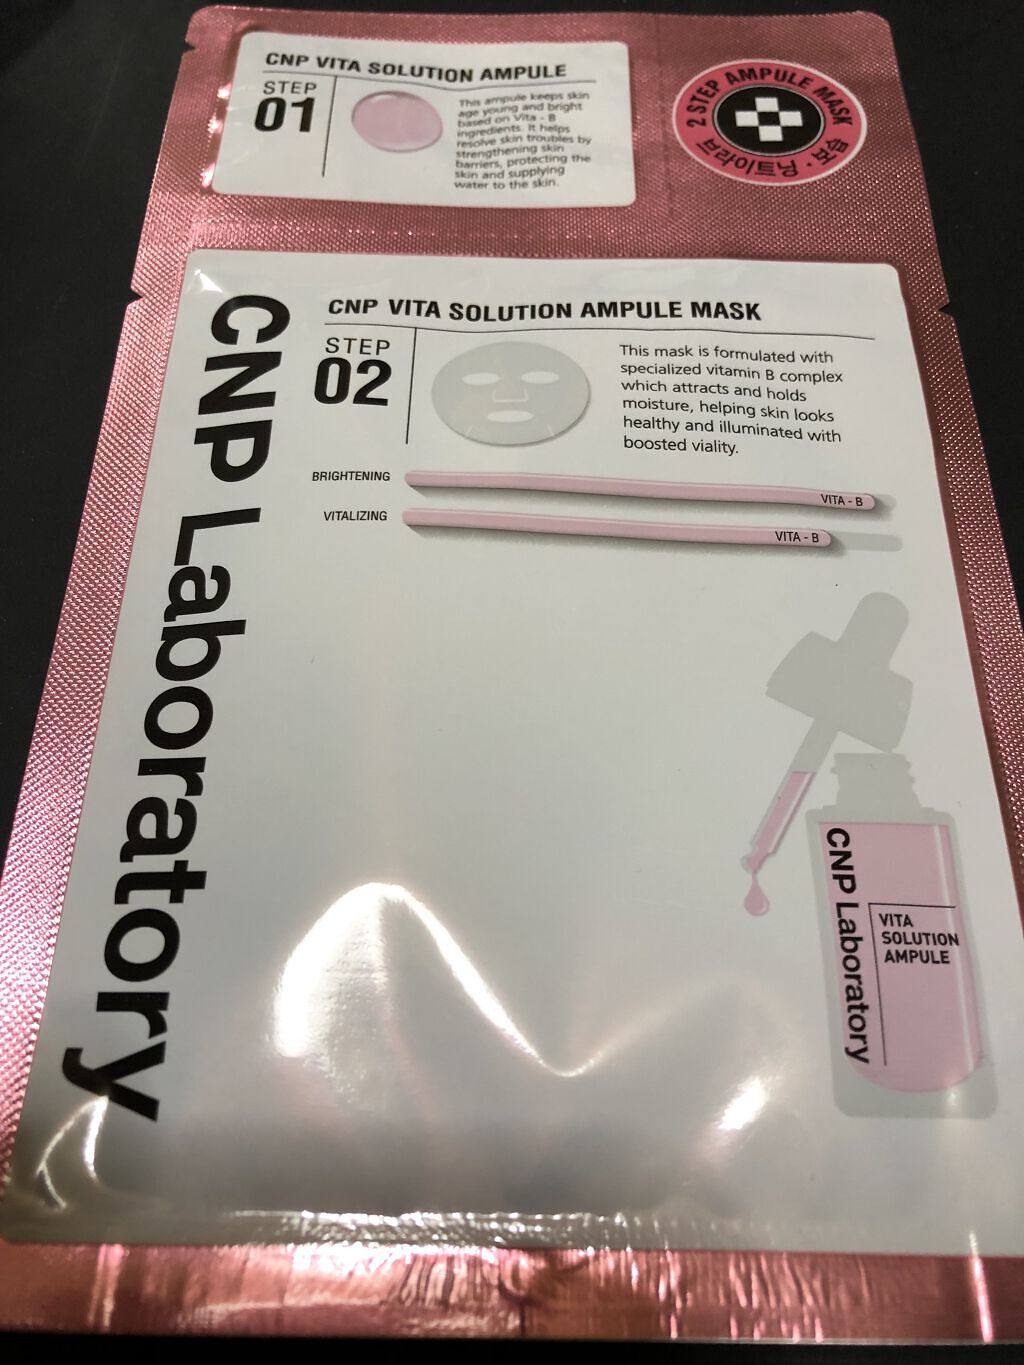 CNP VITA SOLUTION AMPULE
STEP
01
This ampule keeps skin
age young and bright
based on Vita - B
ingredients. It helps
resolve skin troubles by
strengthening skin
barriers, protecting the
skin and supplying
water to the skin.
2 STEP AMPULE MASK
브라이트닝 · 보습
CNP Laboratory
CNP VITA SOLUTION AMPULE MASK
STEP
02
This mask is formulated with
specialized vitamin B complex
which attracts and holds
moisture, helping skin looks
healthy and illuminated with
boosted viality.
BRIGHTENING
VITA - B
VITALIZING
VITA - B
CNP Laboratory
VITA
SOLUTION
AMPULE